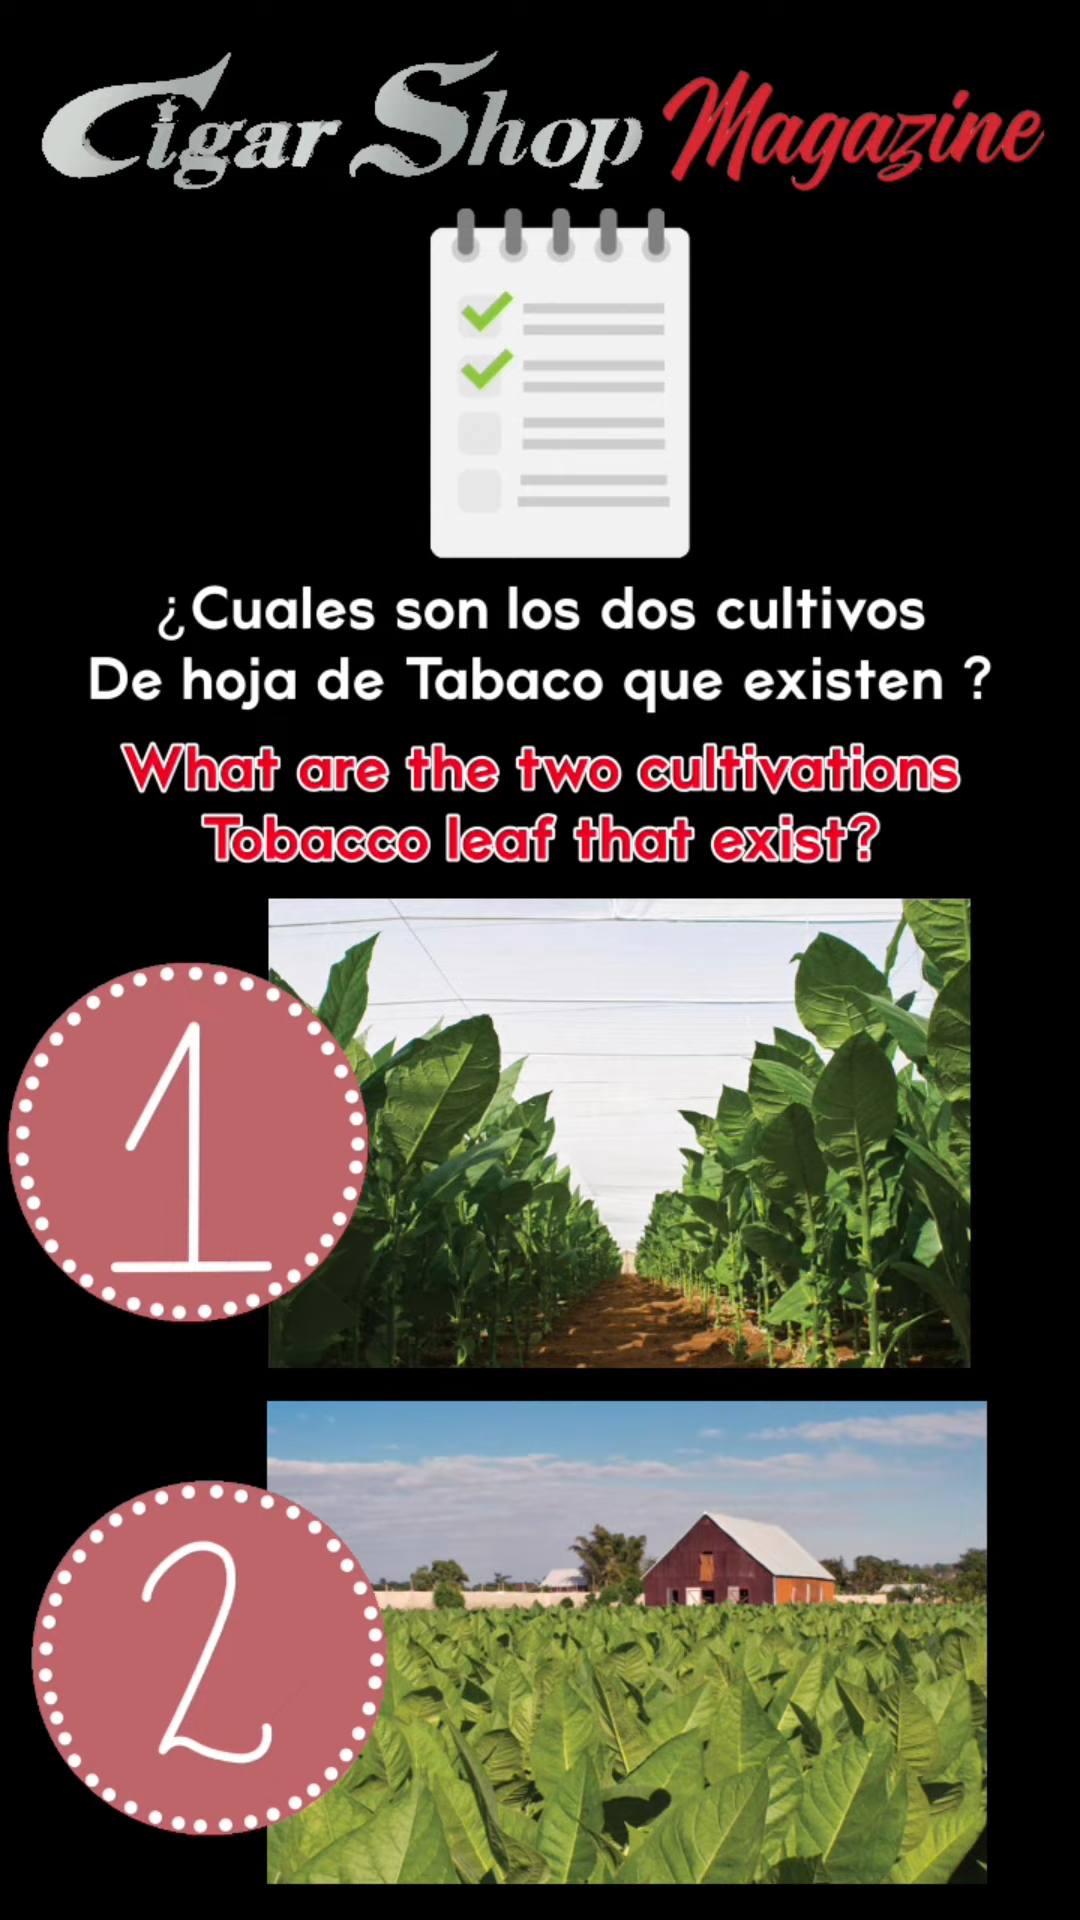 Cigar Shop Magazine
¿Cuales son los dos cultivos
De hoja de Tabaco que existen ?
What are the two cultivations
Tobacco leaf that exist?
1
2